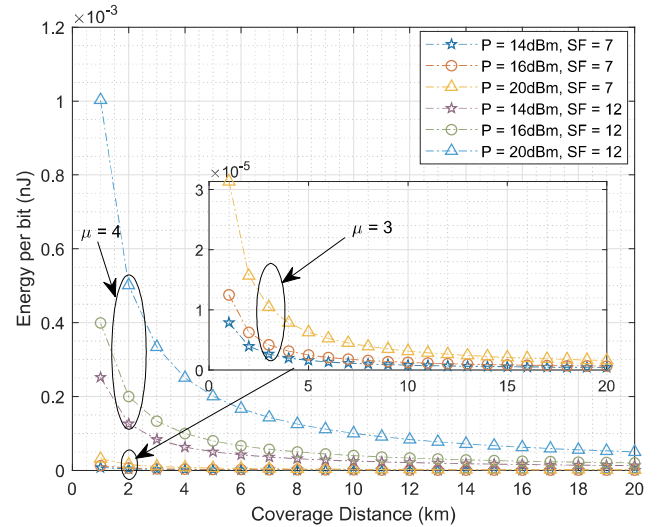 ×10⁻³
1.2
1
0.8
0.6
0.4
0.2
0
Energy per bit (nJ)
P = 14dBm, SF = 7
P = 16dBm, SF = 7
P = 20dBm, SF = 7
P = 14dBm, SF = 12
P = 16dBm, SF = 12
P = 20dBm, SF = 12
×10⁻⁵
3
2
1
0
0 5 10 15 20
μ = 4
μ = 3
0 2 4 6 8 10 12 14 16 18 20
Coverage Distance (km)